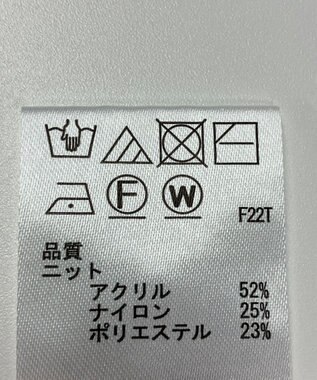 F W
F22T
品質
ニット
アクリル 52%
ナイロン 25%
ポリエステル 23%